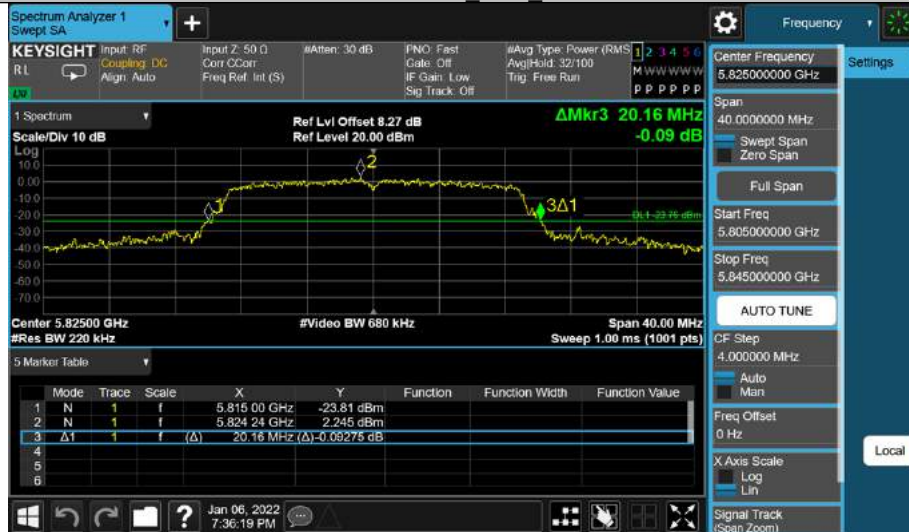 Spectrum Analyzer 1
Swept SA
Frequency
KEYSIGHT
R L
Input: RF
Coupling: DC
Align: Auto
Input Z: 50 Ω
Corr CCorr
Freq Ref: Int (S)
#Atten: 30 dB
PNO: Fast
Gate: Off
IF Gain: Low
Sig Track: Off
#Avg Type: Power (RMS
Avg|Hold: 32/100
Trig: Free Run
1 2 3 4 5 6
M W W W W W
P P P P P P
1 Spectrum
Scale/Div 10 dB
Ref Lvl Offset 8.27 dB
Ref Level 20.00 dBm
ΔMkr3 20.16 MHz
-0.09 dB
Log
10.0
0.00
-10.0
-20.0
-30.0
-40.0
-50.0
-60.0
-70.0
1
2
3Δ1
DL1 -23.76 dBm
Center 5.82500 GHz
#Res BW 220 kHz
#Video BW 680 kHz
Span 40.00 MHz
Sweep 1.00 ms (1001 pts)
5 Marker Table
Mode Trace Scale X Y Function Function Width Function Value
1 N 1 f 5.815 00 GHz -23.81 dBm
2 N 1 f 5.824 24 GHz 2.245 dBm
3 Δ1 1 f (Δ) 20.16 MHz (Δ) -0.09275 dB
4
5
6
Jan 06, 2022
7:36:19 PM
Settings
Center Frequency
5.825000000 GHz
Span
40.0000000 MHz
Swept Span
Zero Span
Full Span
Start Freq
5.805000000 GHz
Stop Freq
5.845000000 GHz
AUTO TUNE
CF Step
4.000000 MHz
Auto
Man
Freq Offset
0 Hz
X Axis Scale
Log
Lin
Signal Track
(Span Zoom)
Local